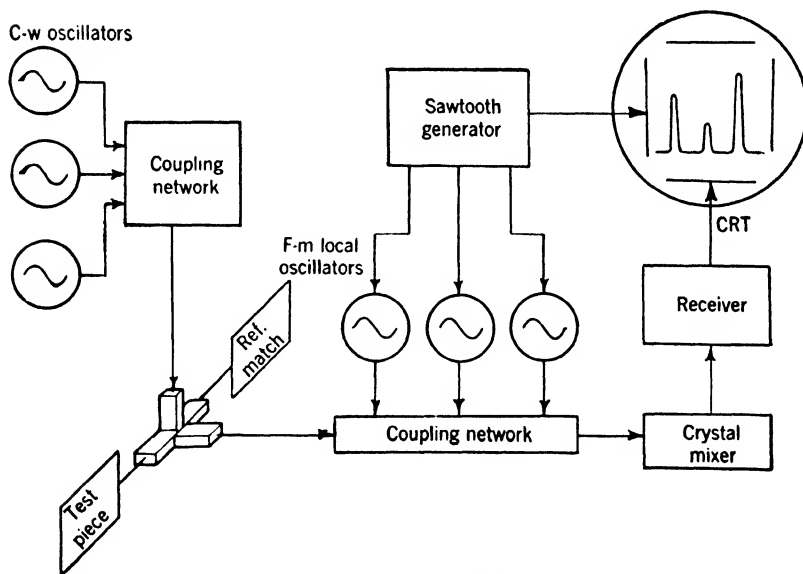 C-w oscillators
Coupling
network
Sawtooth
generator
CRT
F-m local
oscillators
Receiver
Ref.
match
Coupling network
Crystal
mixer
Test
piece